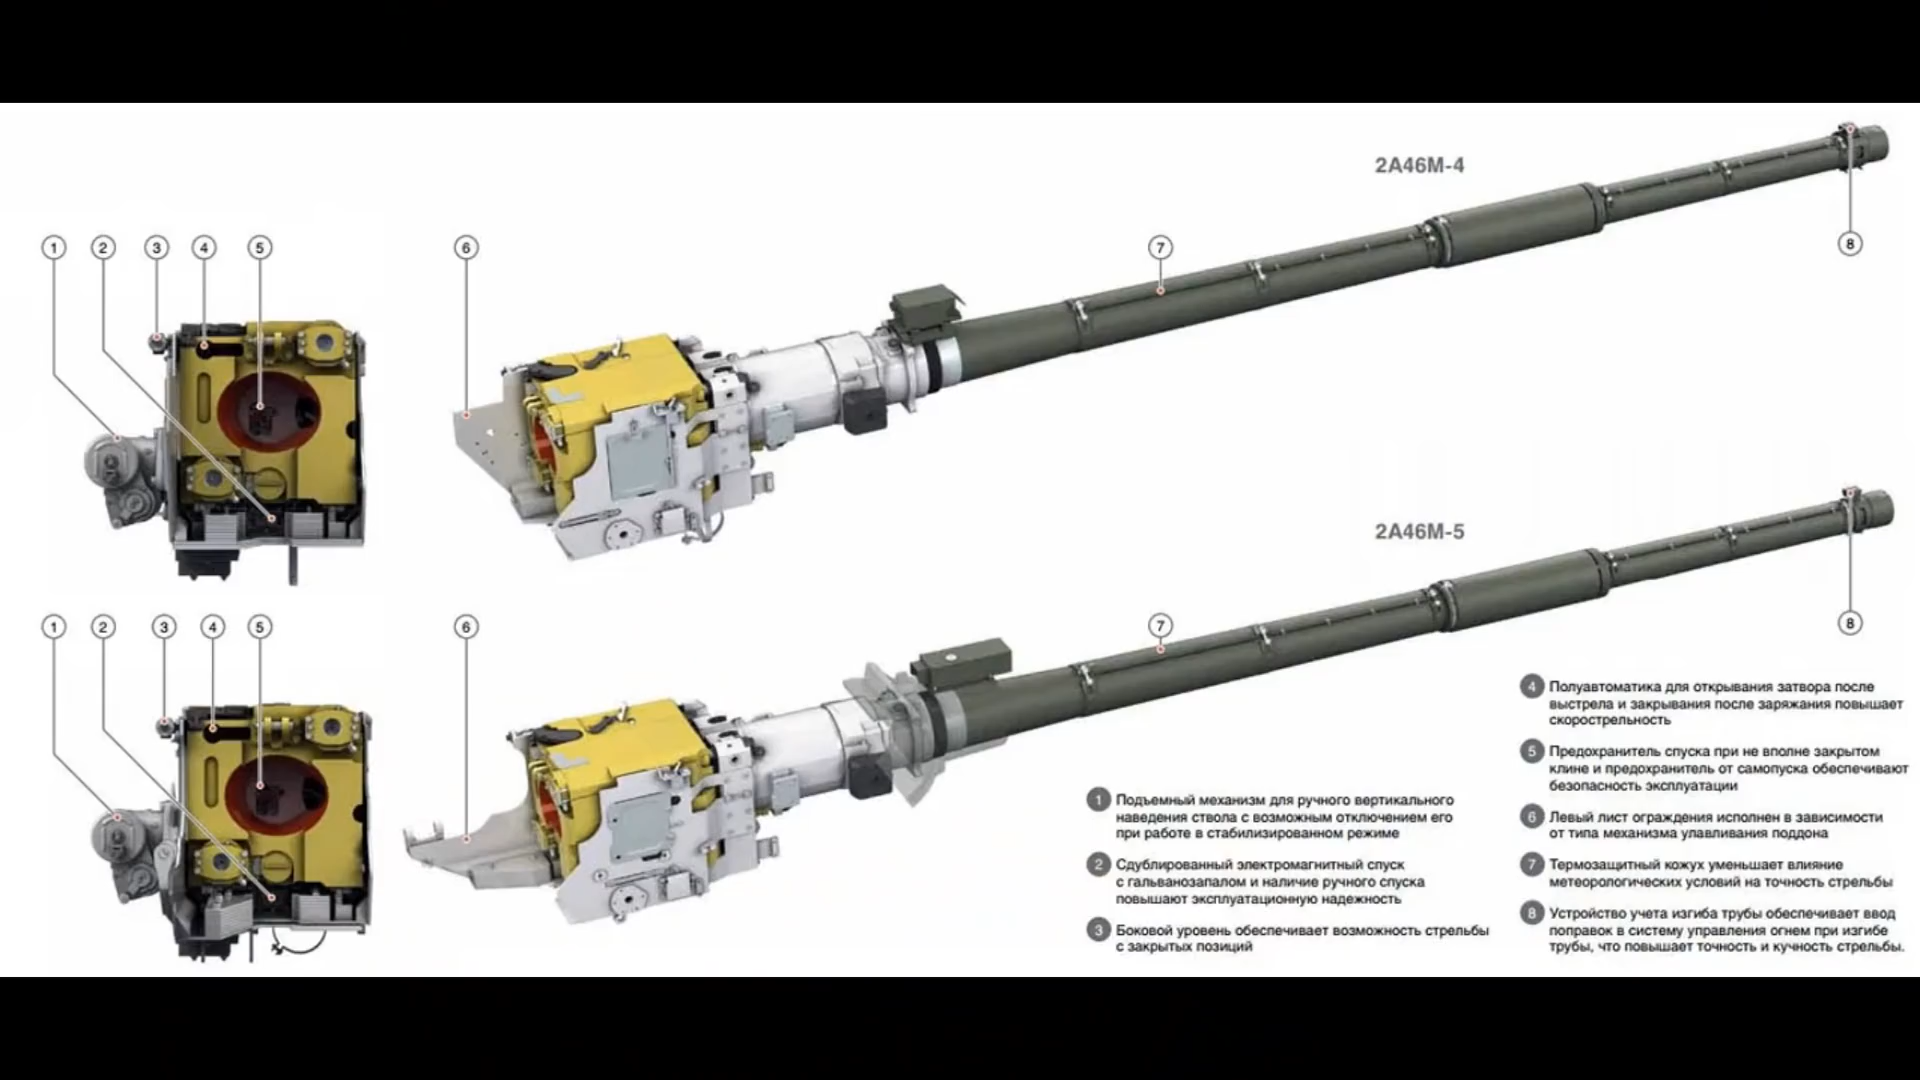 2А46М-4
1 2 3 4 5 6 7 8
2А46М-5
1 2 3 4 5 6 7 8
1 Подъемный механизм для ручного вертикального
наведения ствола с возможным отключением его
при работе в стабилизированном режиме
2 Сдублированный электромагнитный спуск
с гальванозапалом и наличие ручного спуска
повышают эксплуатационную надежность
3 Боковой уровень обеспечивает возможность стрельбы
с закрытых позиций
4 Полуавтоматика для открывания затвора после
выстрела и закрывания после заряжания повышает
скорострельность
5 Предохранитель спуска при не вполне закрытом
клине и предохранитель от самопуска обеспечивают
безопасность эксплуатации
6 Левый лист ограждения исполнен в зависимости
от типа механизма улавливания поддона
7 Термозащитный кожух уменьшает влияние
метеорологических условий на точность стрельбы
8 Устройство учета изгиба трубы обеспечивает ввод
поправок в систему управления огнем при изгибе
трубы, что повышает точность и кучность стрельбы.